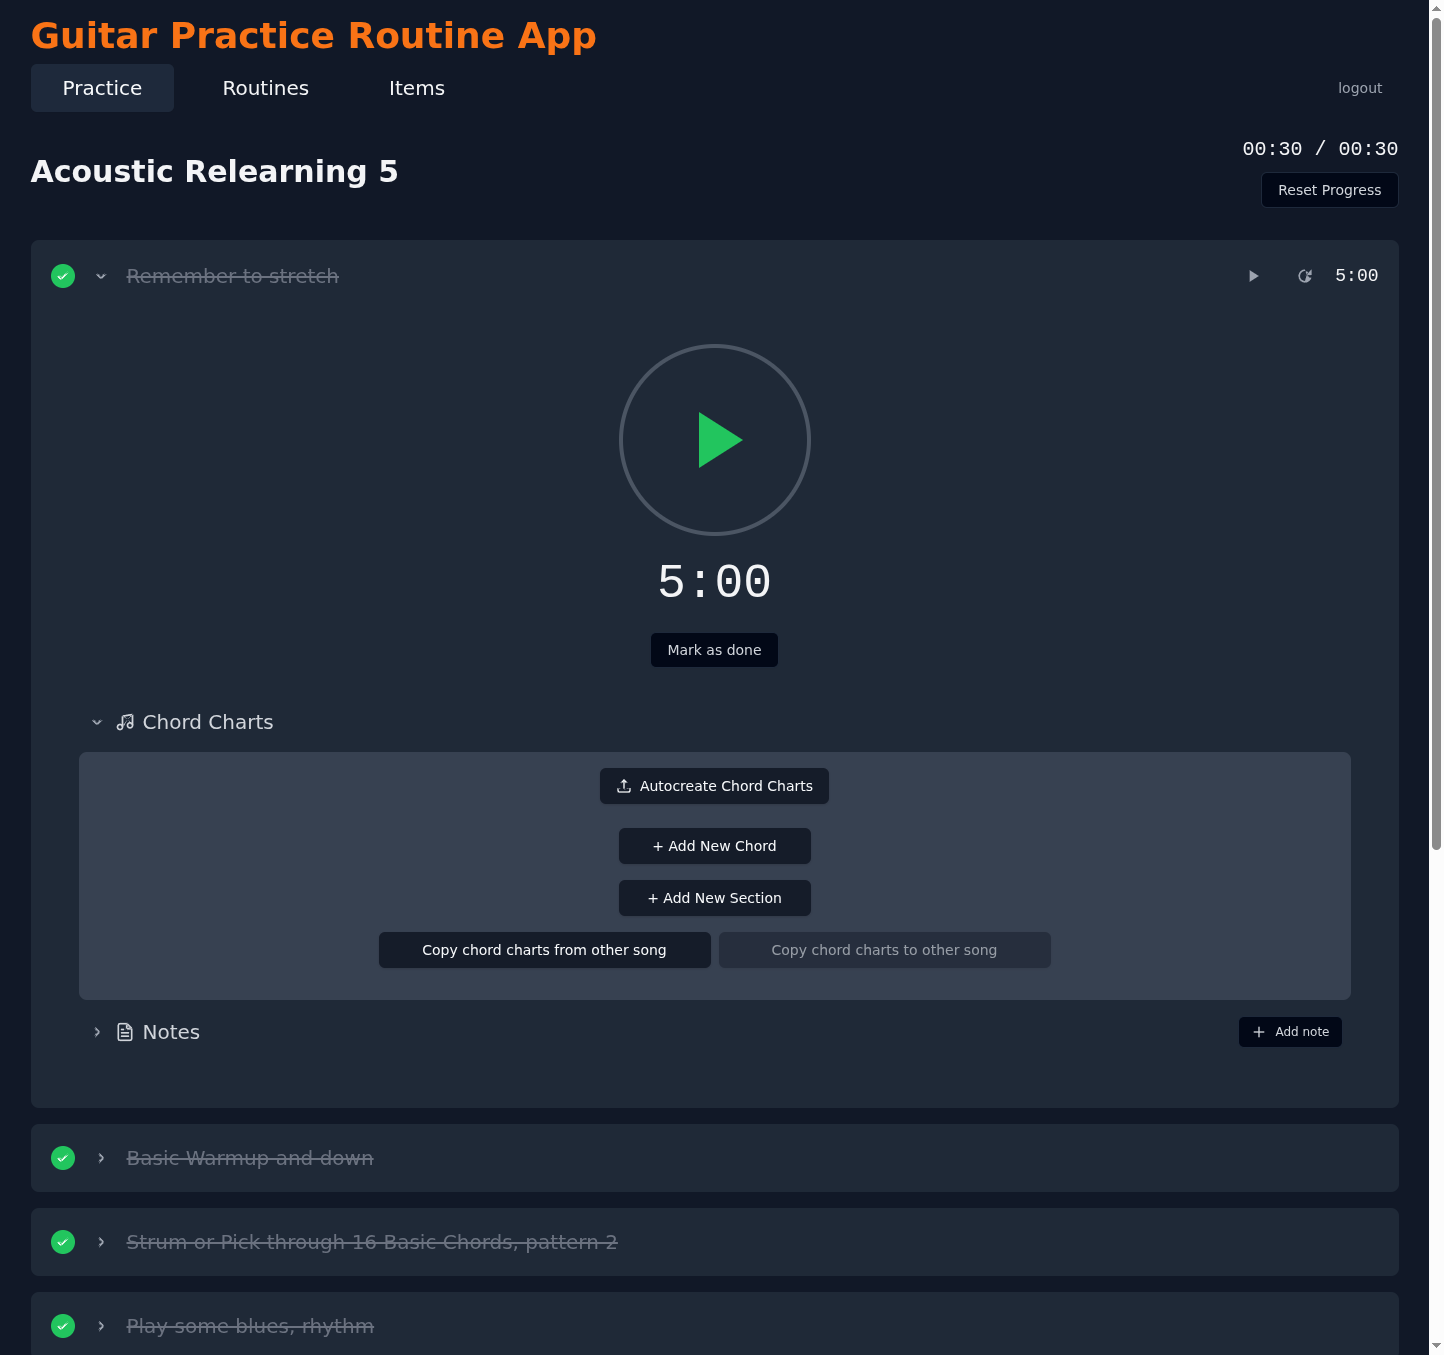 Guitar Practice Routine App
Practice Routines Items logout
Acoustic Relearning 5
00:30 / 00:30
Reset Progress
Remember to stretch 5:00
5:00
Mark as done
Chord Charts
Autocreate Chord Charts
+ Add New Chord
+ Add New Section
Copy chord charts from other song Copy chord charts to other song
Notes + Add note
Basic Warmup and down
Strum or Pick through 16 Basic Chords, pattern 2
Play some blues, rhythm